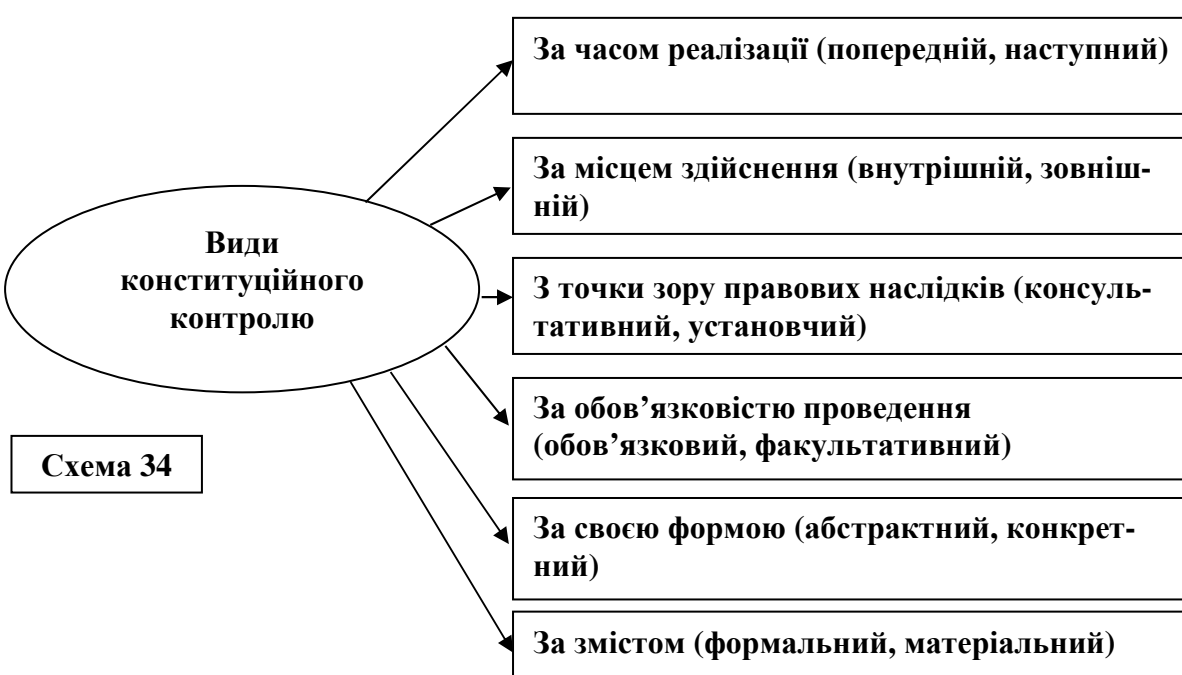 За часом реалізації (попередній, наступний)
За місцем здійснення (внутрішній, зовніш-
ній)
Види
конституційного
контролю
З точки зору правових наслідків (консуль-
тативний, установчий)
За обов’язковістю проведення
(обов’язковий, факультативний)
Схема 34
За своєю формою (абстрактний, конкрет-
ний)
За змістом (формальний, матеріальний)